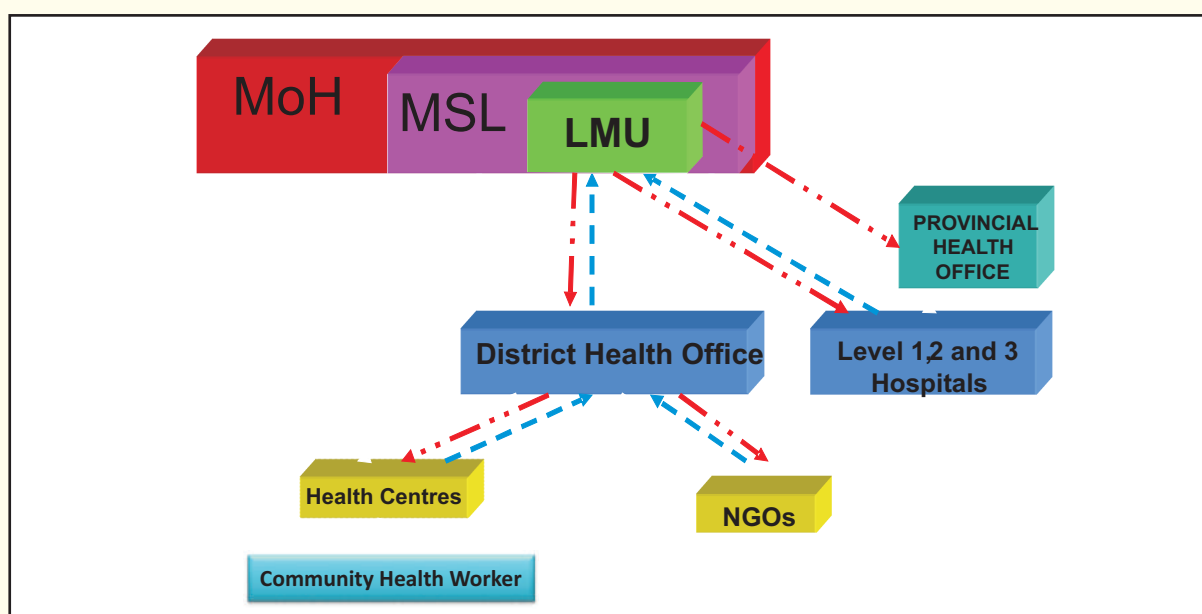 MoH
MSL
LMU
PROVINCIAL
HEALTH
OFFICE
District Health Office
Level 1,2 and 3
Hospitals
Health Centres
NGOs
Community Health Worker